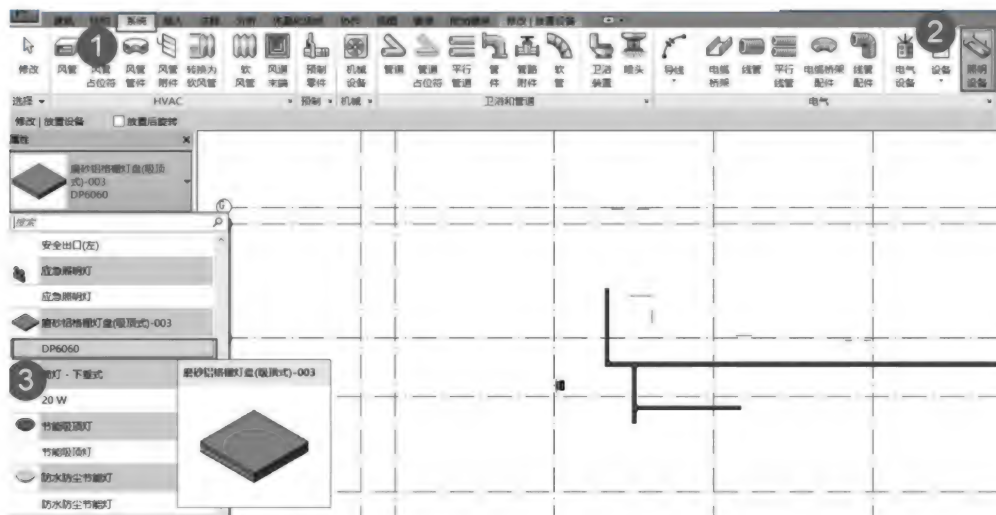 建筑 结构 系统 插入 注释 分析 体量和场地 协作 视图 管理 附加模块 修改 | 放置设备
1
2
修改 风管 风管占位符 风管管件 风管附件 转换为软风管 软风管 风道末端 预制零件 机械设备 管道 管道占位符 平行管道 管件 管路附件 软管 卫浴装置 喷头 导线 电缆桥架 线管 平行线管 电缆桥架配件 线管配件 电气设备 设备 照明设备
选择 HVAC 预制 机械 卫浴和管道 电气
修改 | 放置设备 放置后旋转
属性
磨砂铝格栅灯盘(吸顶式)-003
DP6060
搜索
安全出口(左)
应急照明灯
应急照明灯
磨砂铝格栅灯盘(吸顶式)-003
DP6060
3
筒灯 - 下悬式
20 W
节能吸顶灯
节能吸顶灯
防水防尘节能灯
防水防尘节能灯
磨砂铝格栅灯盘(吸顶式)-003